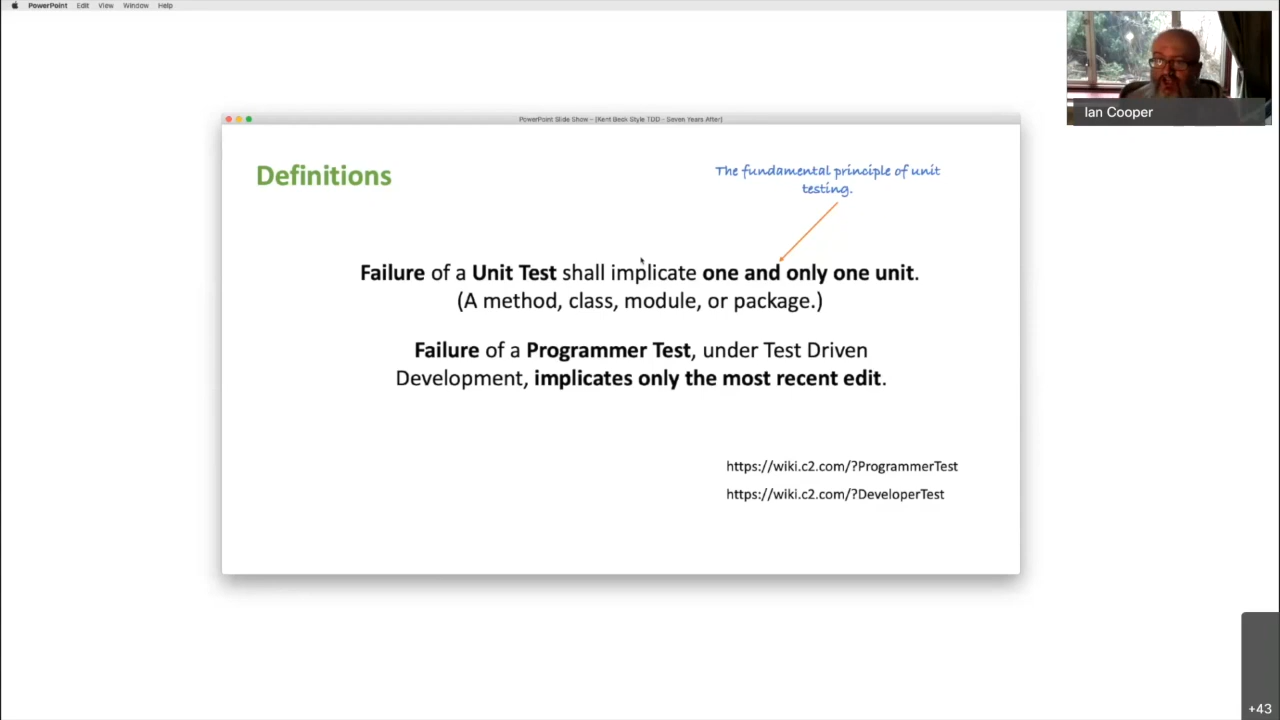 PowerPoint Edit View Window Help
Ian Cooper
PowerPoint Slide Show - [Kent Beck Style TDD - Seven Years After]
Definitions
The fundamental principle of unit
testing.
Failure of a Unit Test shall implicate one and only one unit.
(A method, class, module, or package.)
Failure of a Programmer Test, under Test Driven
Development, implicates only the most recent edit.
https://wiki.c2.com/?ProgrammerTest
https://wiki.c2.com/?DeveloperTest
+43